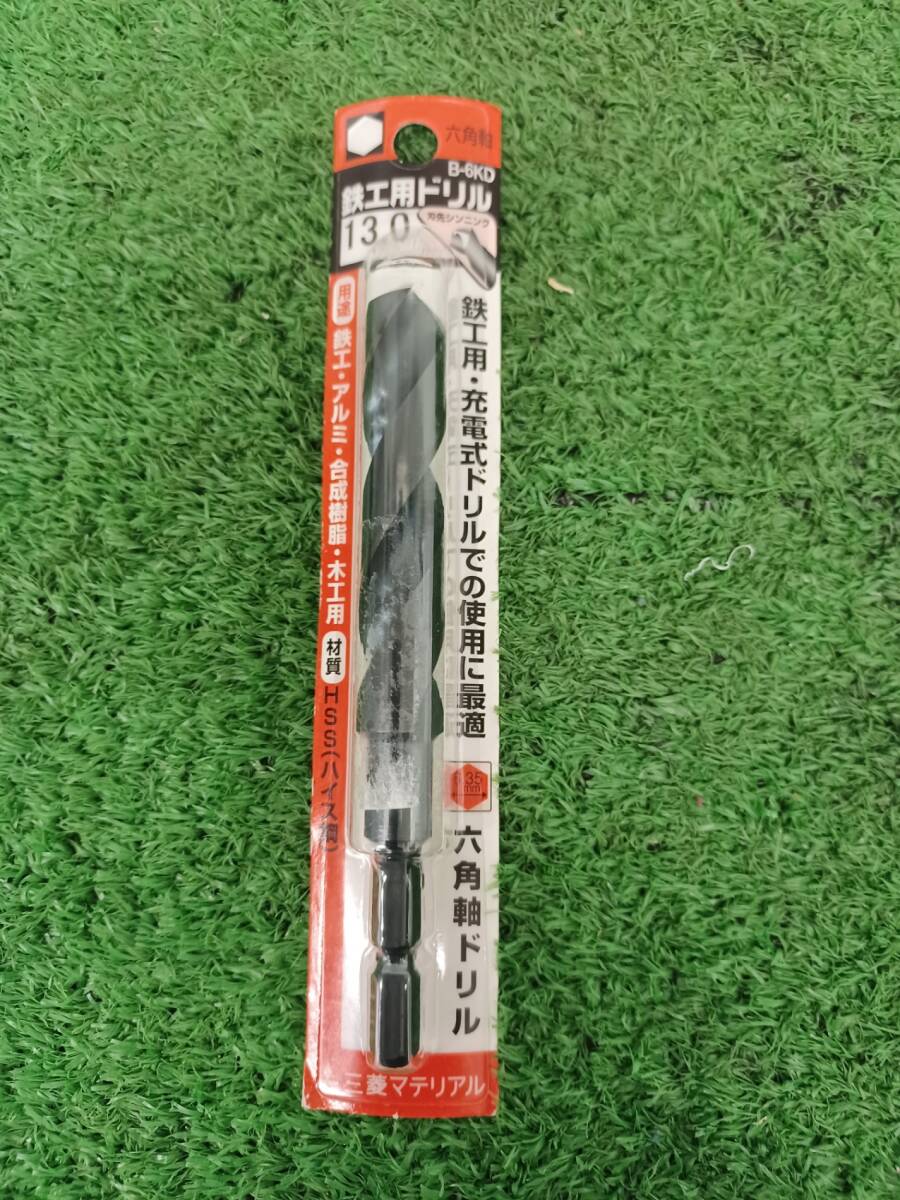 六角軸
B-6KD
鉄工用ドリル
13.0
刃先シンニング
用途
鉄工・アルミ・合成樹脂・木工用
材質
HSS(ハイス鋼)
鉄工用・充電式ドリルでの使用に最適
6.35
mm
六角軸ドリル
三菱マテリアル